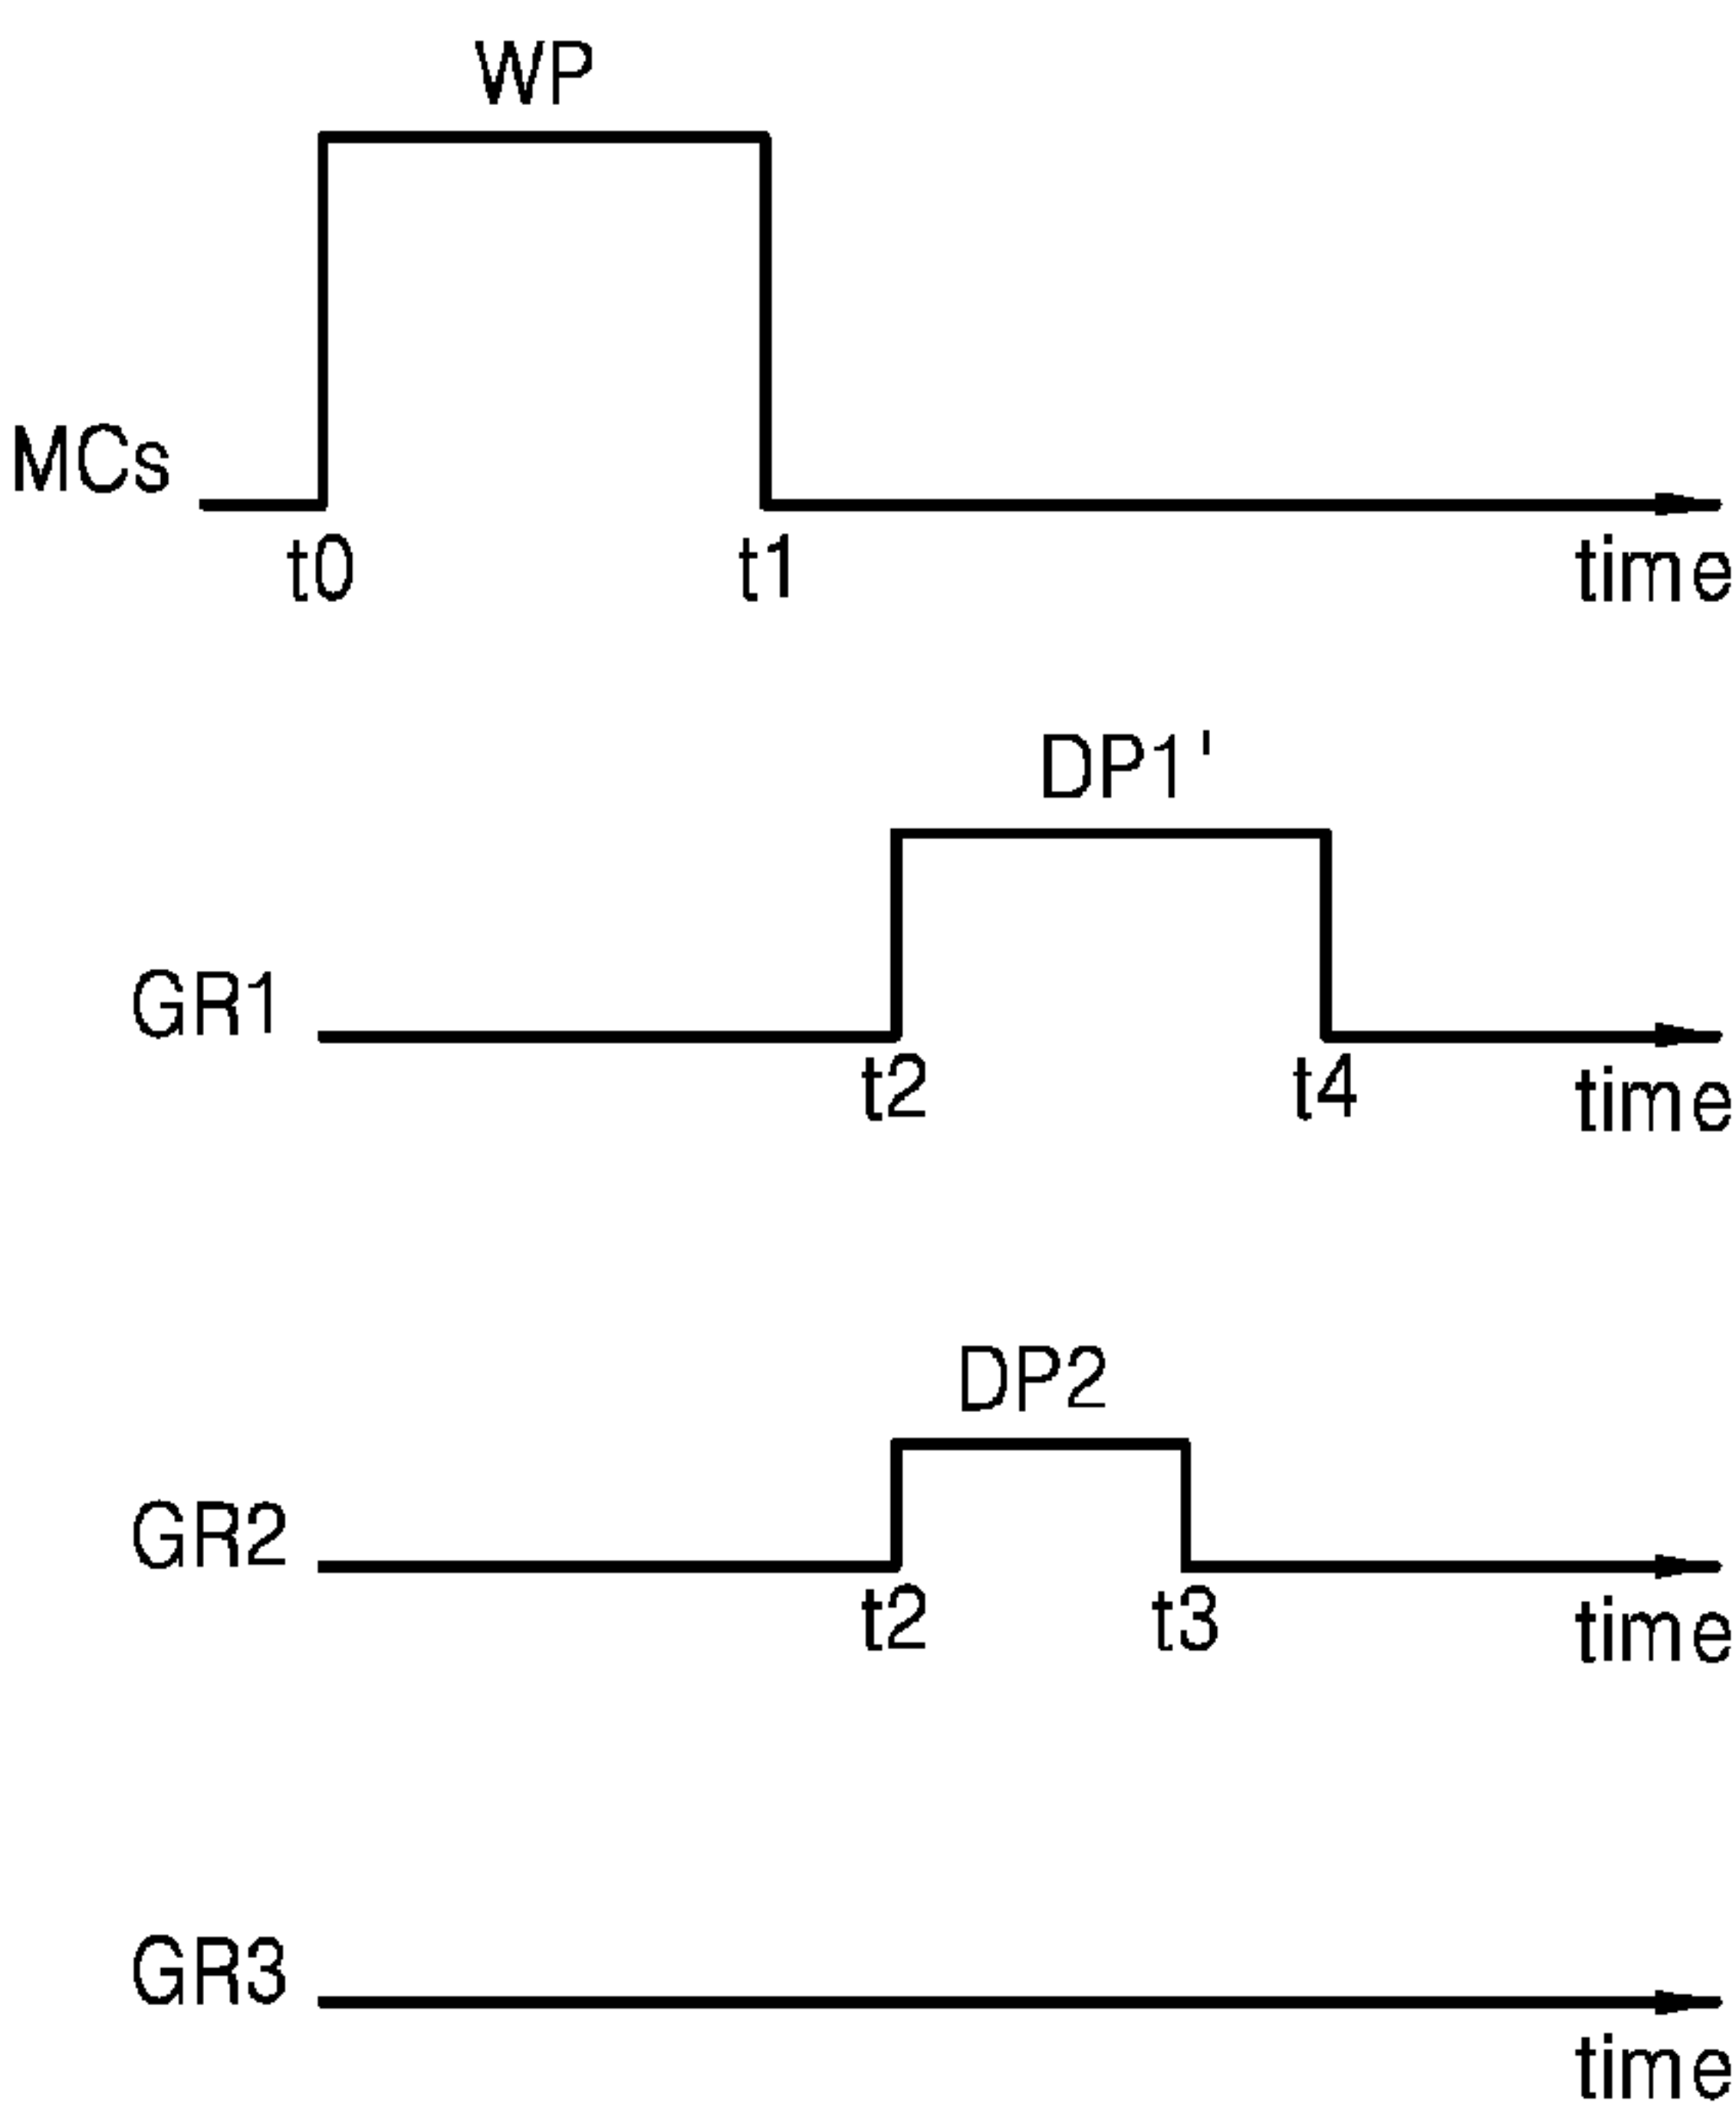 WP
MCs
t0 t1 time
DP1'
GR1
t2 t4 time
DP2
GR2
t2 t3 time
GR3
time